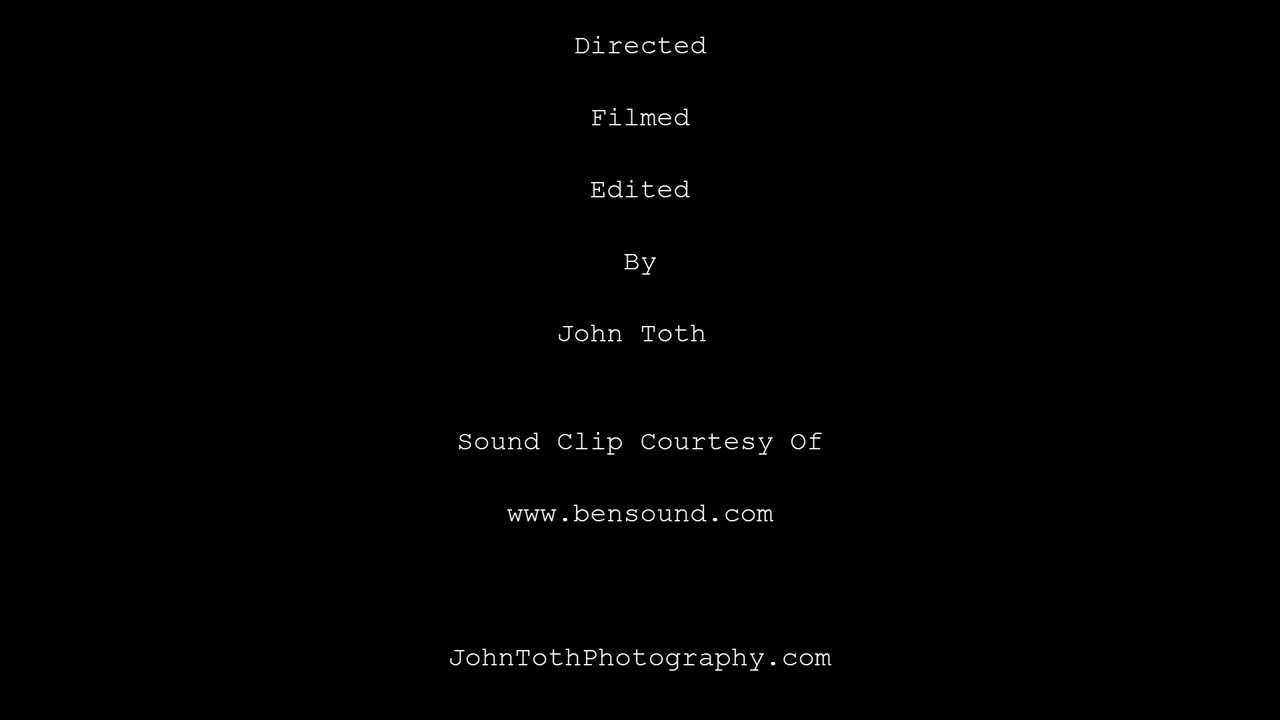 Directed
Filmed
Edited
By
John Toth
Sound Clip Courtesy Of
www.bensound.com
JohnTothPhotography.com